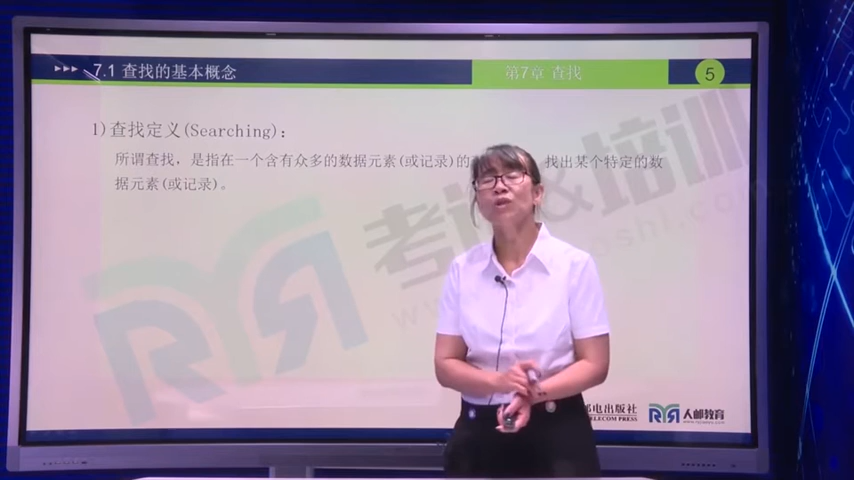 7.1 查找的基本概念
第7章 查找
5
1)查找定义(Searching)：
所谓查找，是指在一个含有众多的数据元素(或记录)的
找出某个特定的数
据元素(或记录)。
考试&培训
电出版社
TELECOM PRESS
人邮教育